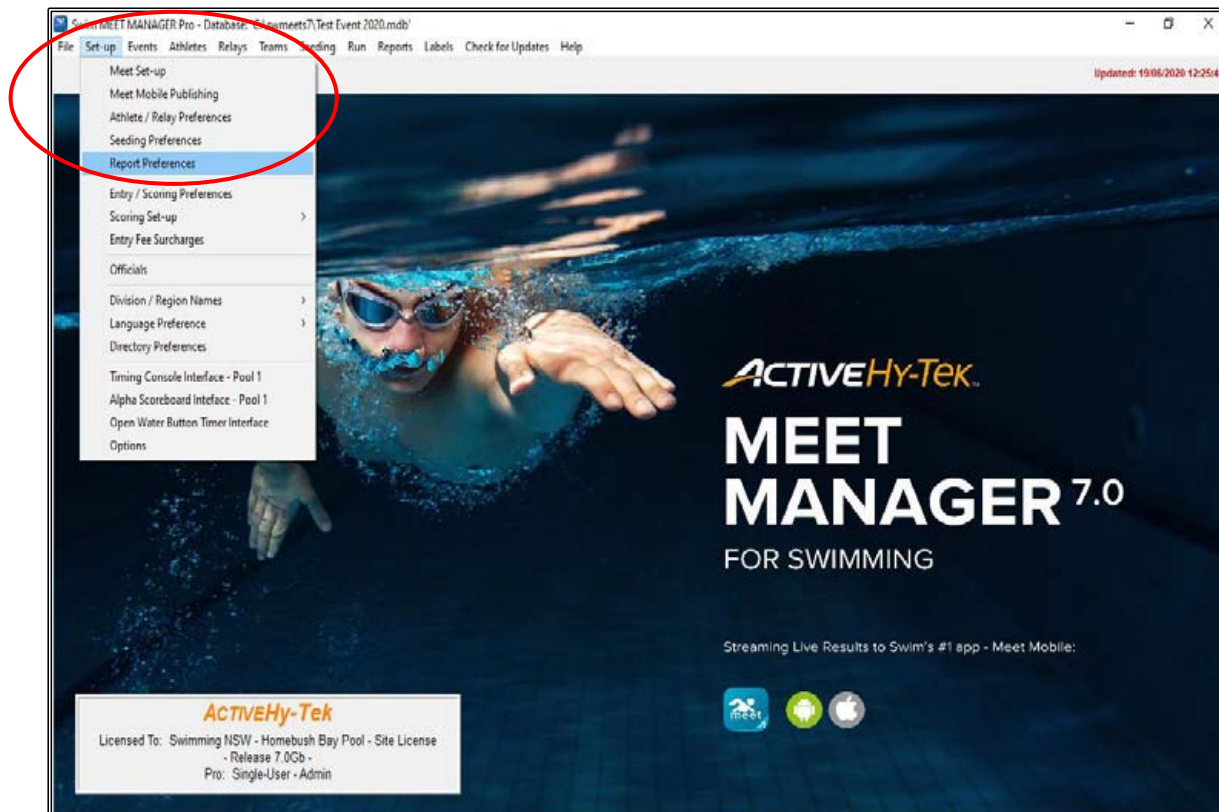 Swim MEET MANAGER Pro - Database: 'C:\swmeets7\Test Event 2020.mdb'
File Set-up Events Athletes Relays Teams Seeding Run Reports Labels Check for Updates Help
Updated: 19/06/2020 12:25:4
Meet Set-up
Meet Mobile Publishing
Athlete / Relay Preferences
Seeding Preferences
Report Preferences
Entry / Scoring Preferences
Scoring Set-up >
Entry Fee Surcharges
Officials
Division / Region Names >
Language Preference >
Directory Preferences
Timing Console Interface - Pool 1
Alpha Scoreboard Inteface - Pool 1
Open Water Button Timer Interface
Options
ACTIVEHy-Tek
MEET
MANAGER 7.0
FOR SWIMMING
Streaming Live Results to Swim's #1 app - Meet Mobile:
meet
ACTIVEHy-Tek
Licensed To: Swimming NSW - Homebush Bay Pool - Site License
- Release 7.0Gb -
Pro: Single-User - Admin